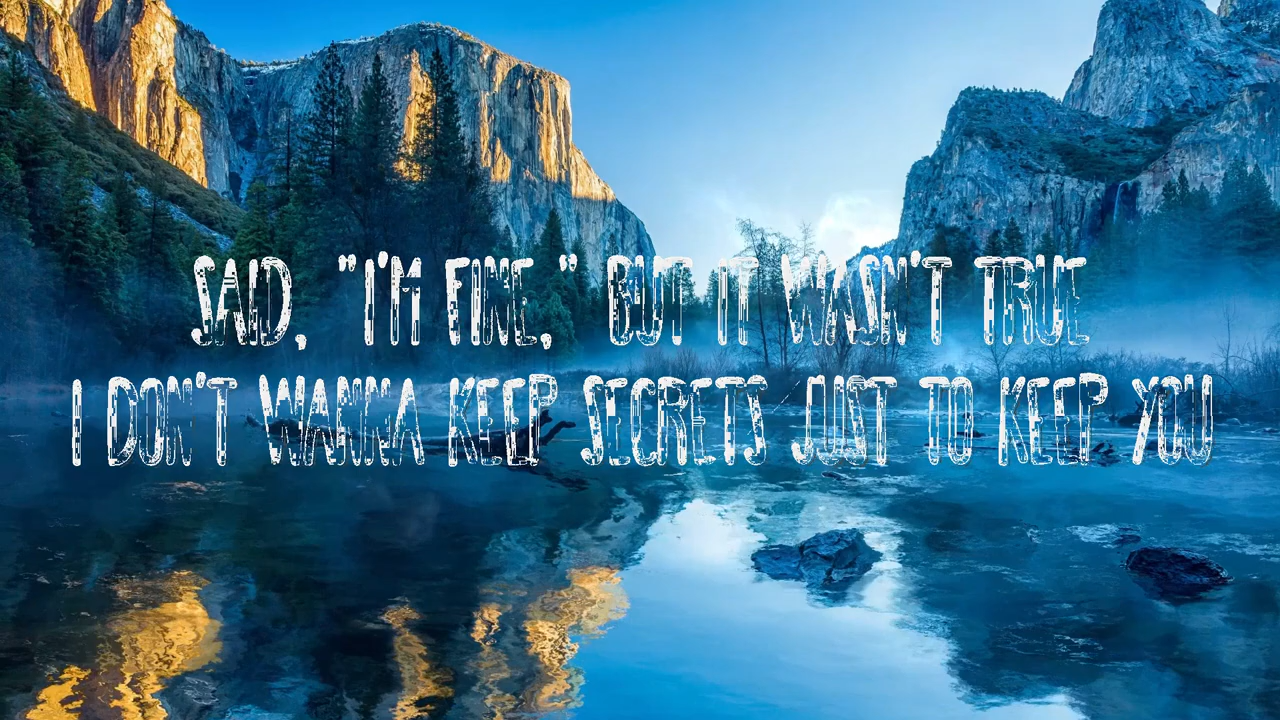 SAID, "I'M FINE," BUT IT WASN'T TRUE
I DON'T WANNA KEEP SECRETS JUST TO KEEP YOU